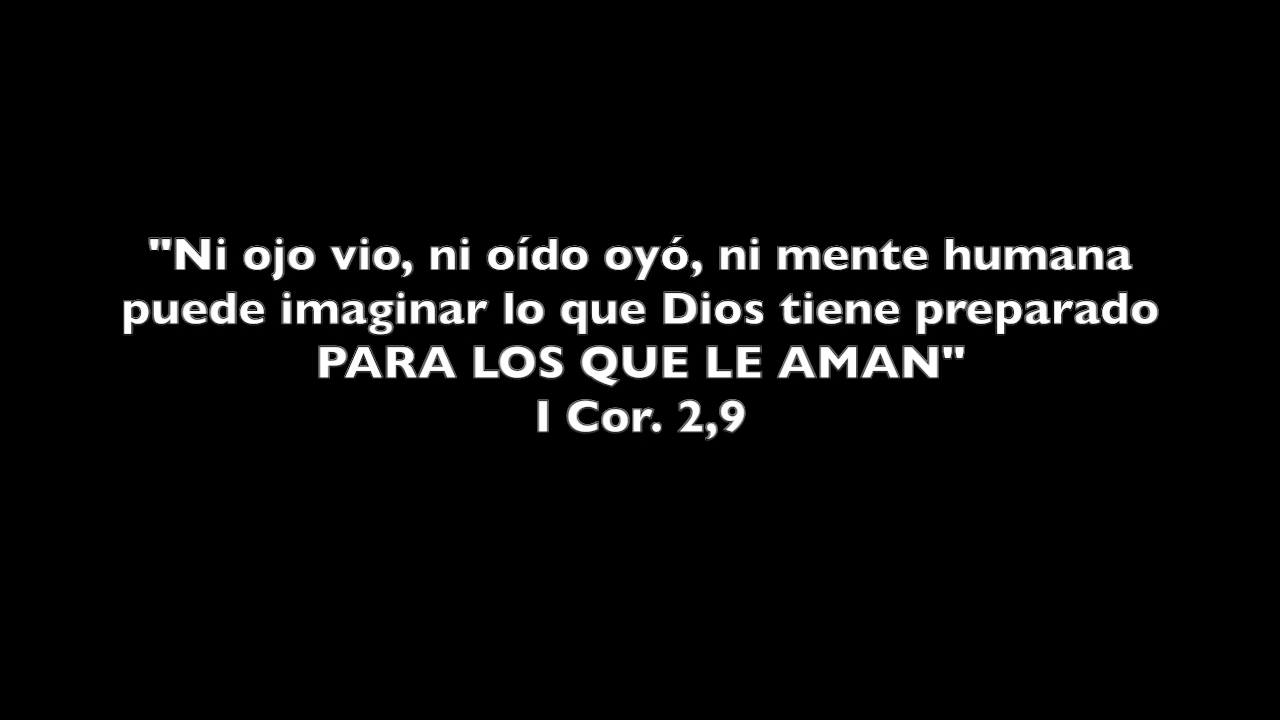 "Ni ojo vio, ni oído oyó, ni mente humana
puede imaginar lo que Dios tiene preparado
PARA LOS QUE LE AMAN"
I Cor. 2,9